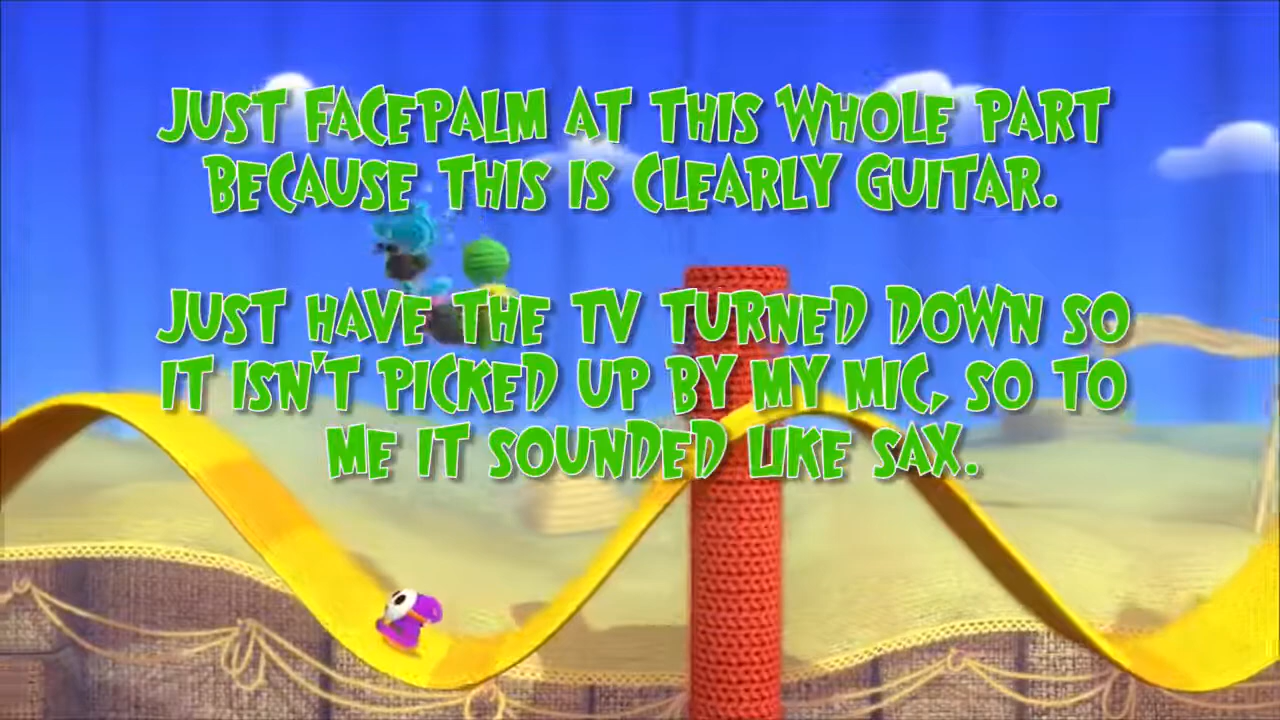 JUST FACEPALM AT THIS WHOLE PART
BECAUSE THIS IS CLEARLY GUITAR.
JUST HAVE THE TV TURNED DOWN SO
IT ISN'T PICKED UP BY MY MIC, SO TO
ME IT SOUNDED LIKE SAX.